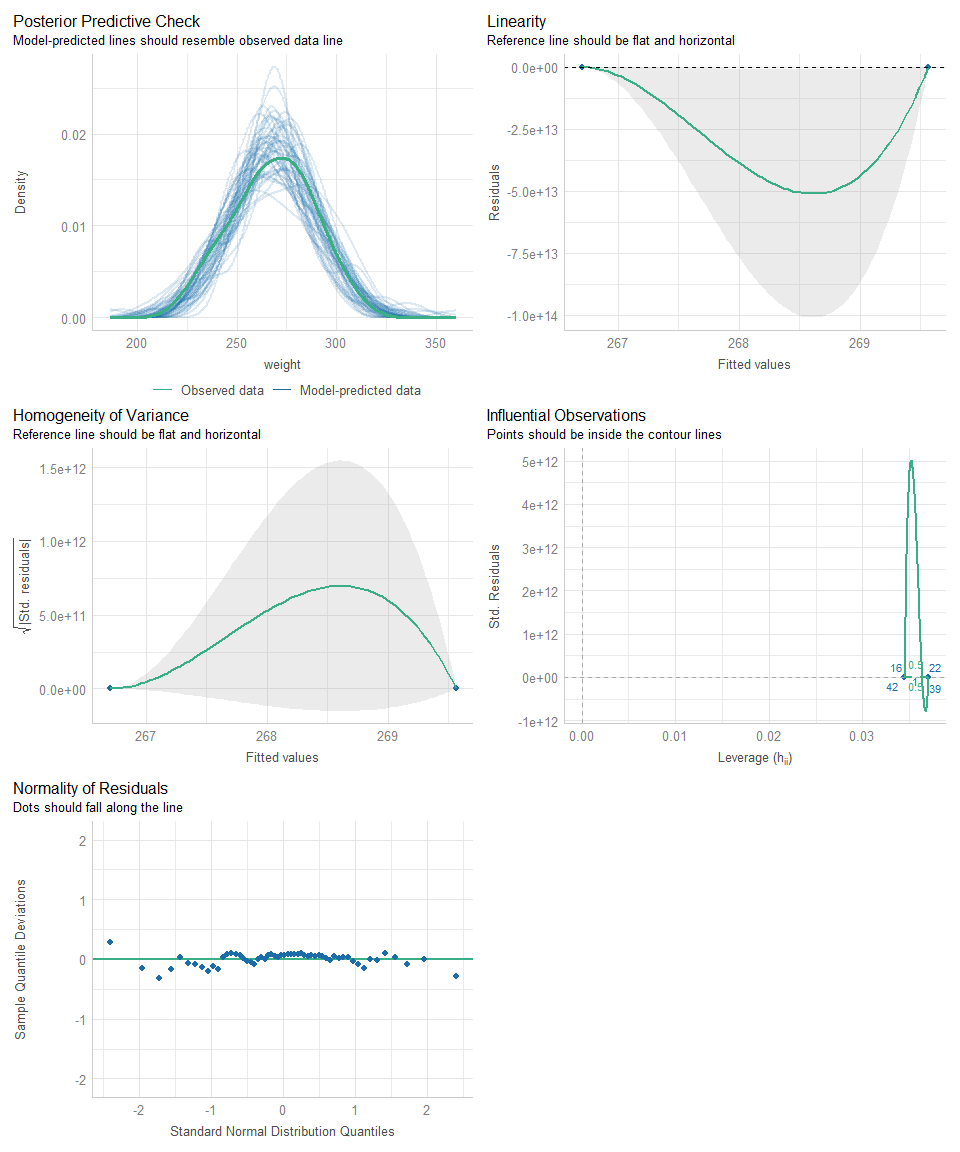 Posterior Predictive Check
Model-predicted lines should resemble observed data line
Density
0.02
0.01
0.00
200 250 300 350
weight
Observed data Model-predicted data
Linearity
Reference line should be flat and horizontal
Residuals
0.0e+00
-2.5e+13
-5.0e+13
-7.5e+13
-1.0e+14
267 268 269
Fitted values
Homogeneity of Variance
Reference line should be flat and horizontal
√|Std. residuals|
1.5e+12
1.0e+12
5.0e+11
0.0e+00
267 268 269
Fitted values
Influential Observations
Points should be inside the contour lines
Std. Residuals
5e+12
4e+12
3e+12
2e+12
1e+12
0e+00
-1e+12
16 0.5 22
42 0.5 39
0.00 0.01 0.02 0.03
Leverage (hii)
Normality of Residuals
Dots should fall along the line
Sample Quantile Deviations
2
1
0
-1
-2
-2 -1 0 1 2
Standard Normal Distribution Quantiles